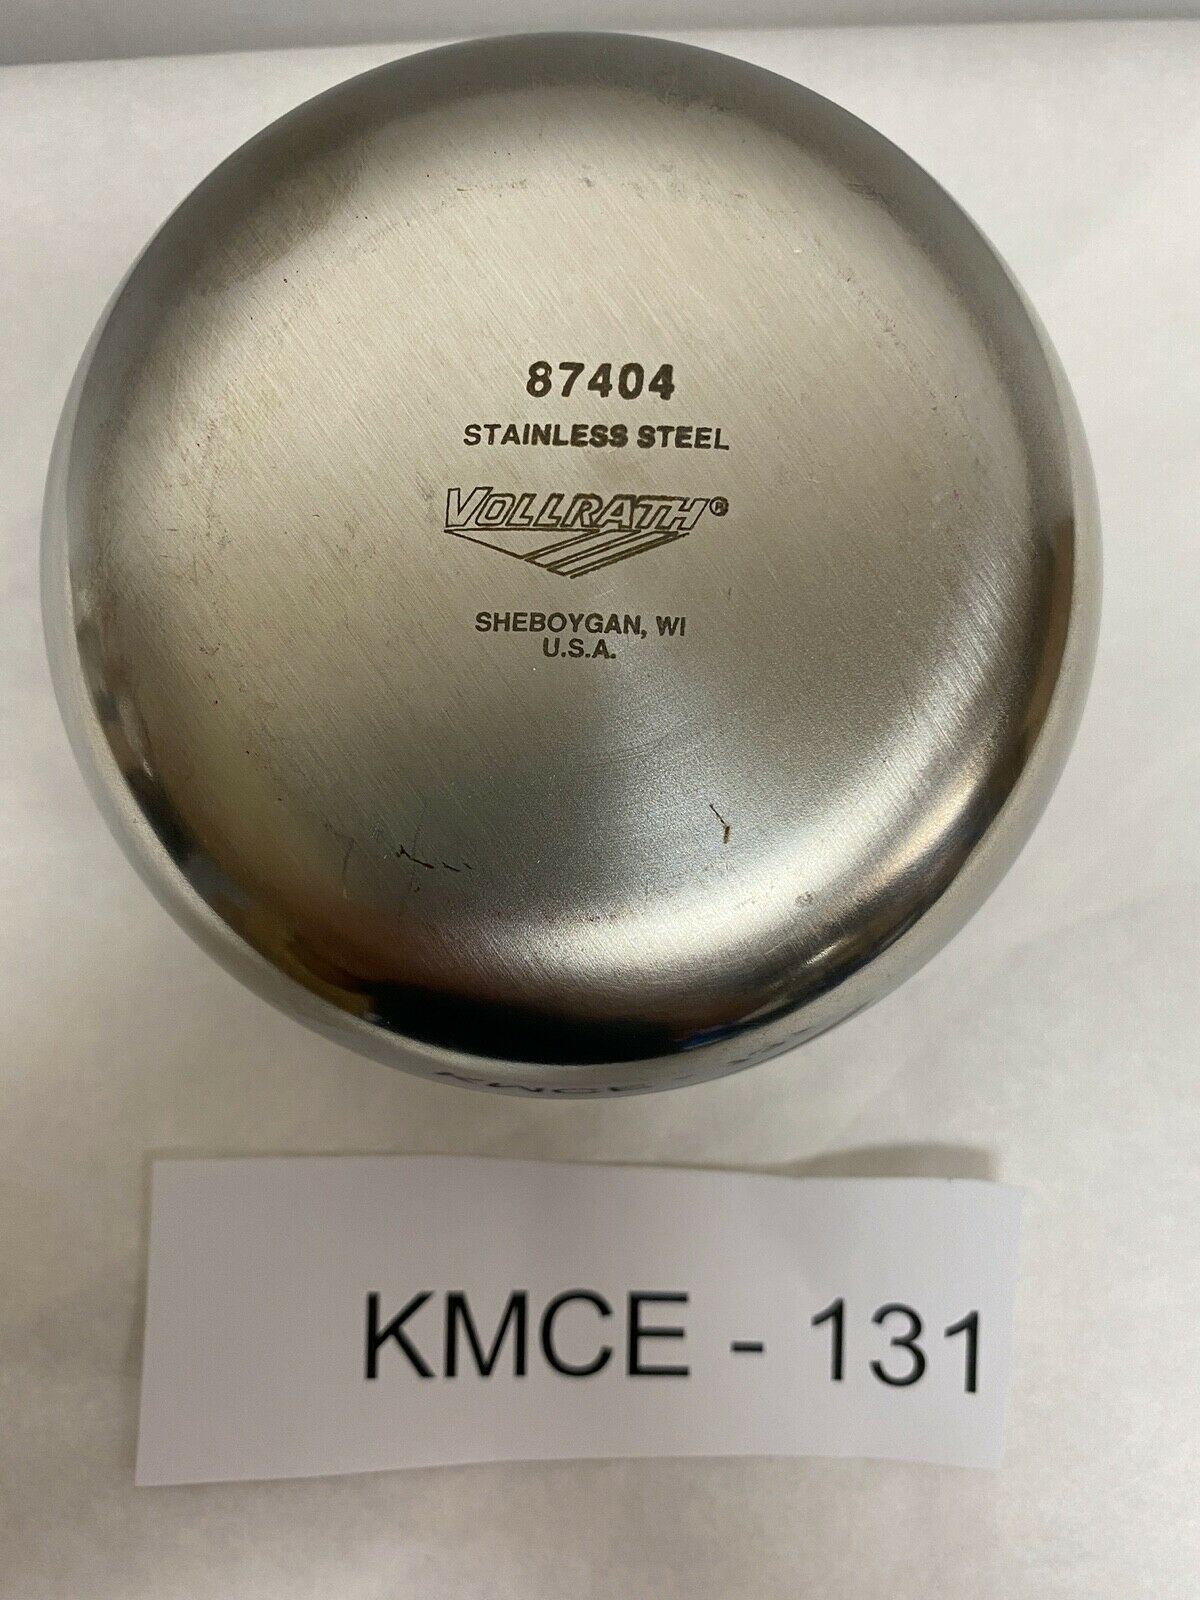 87404
STAINLESS STEEL
VOLLRATH®
SHEBOYGAN, WI
U.S.A.
KMCE - 131